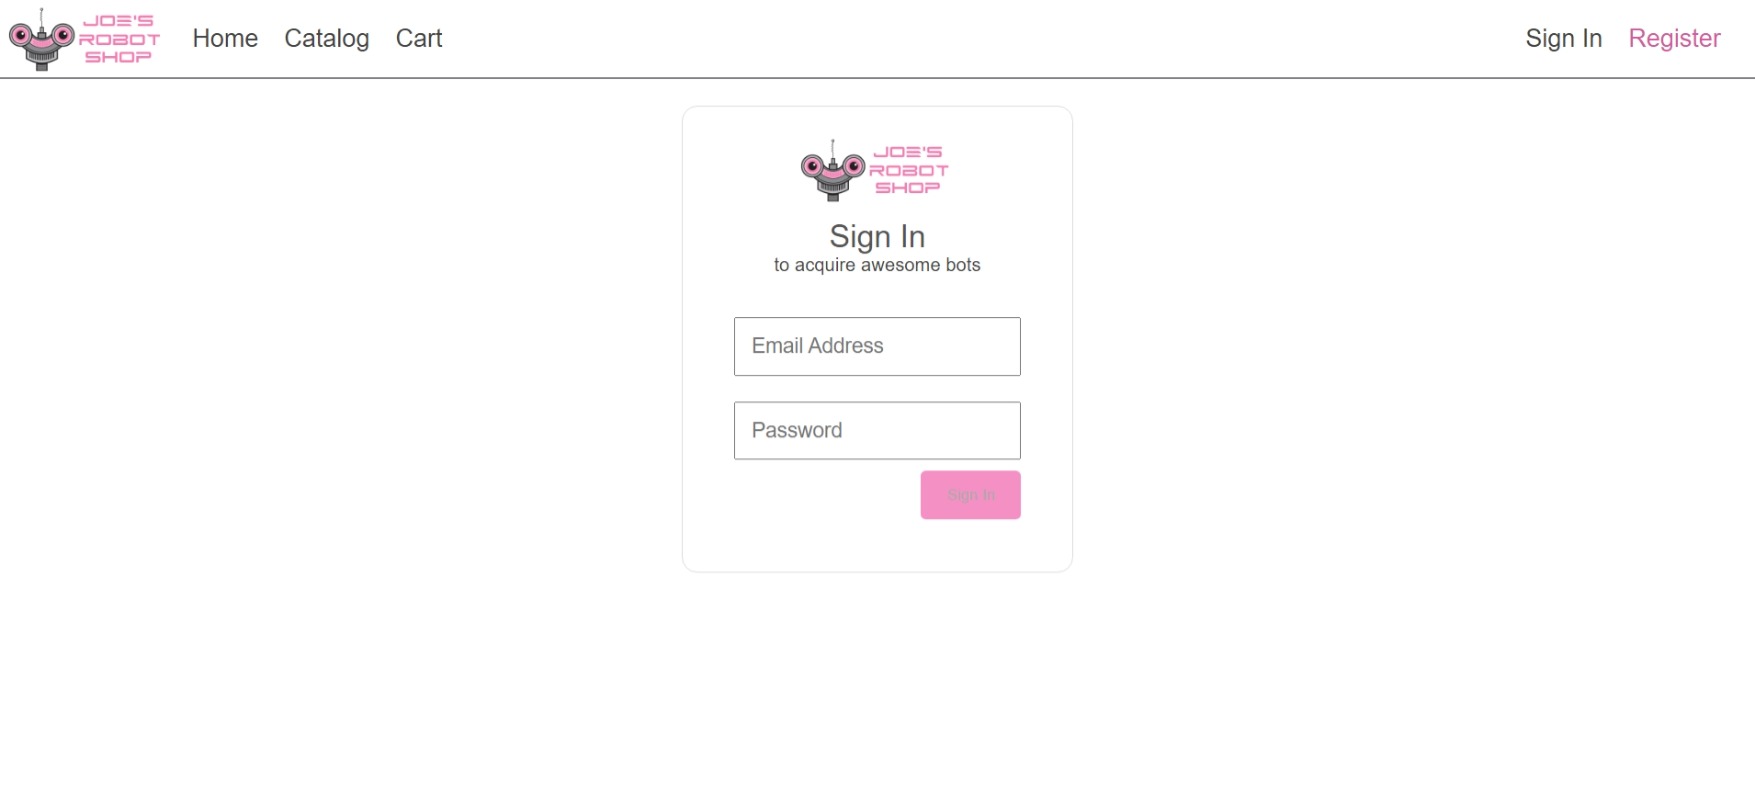 JOE'S
ROBOT
SHOP
Home Catalog Cart
Sign In Register
JOE'S
ROBOT
SHOP
Sign In
to acquire awesome bots
Email Address
Password
Sign In